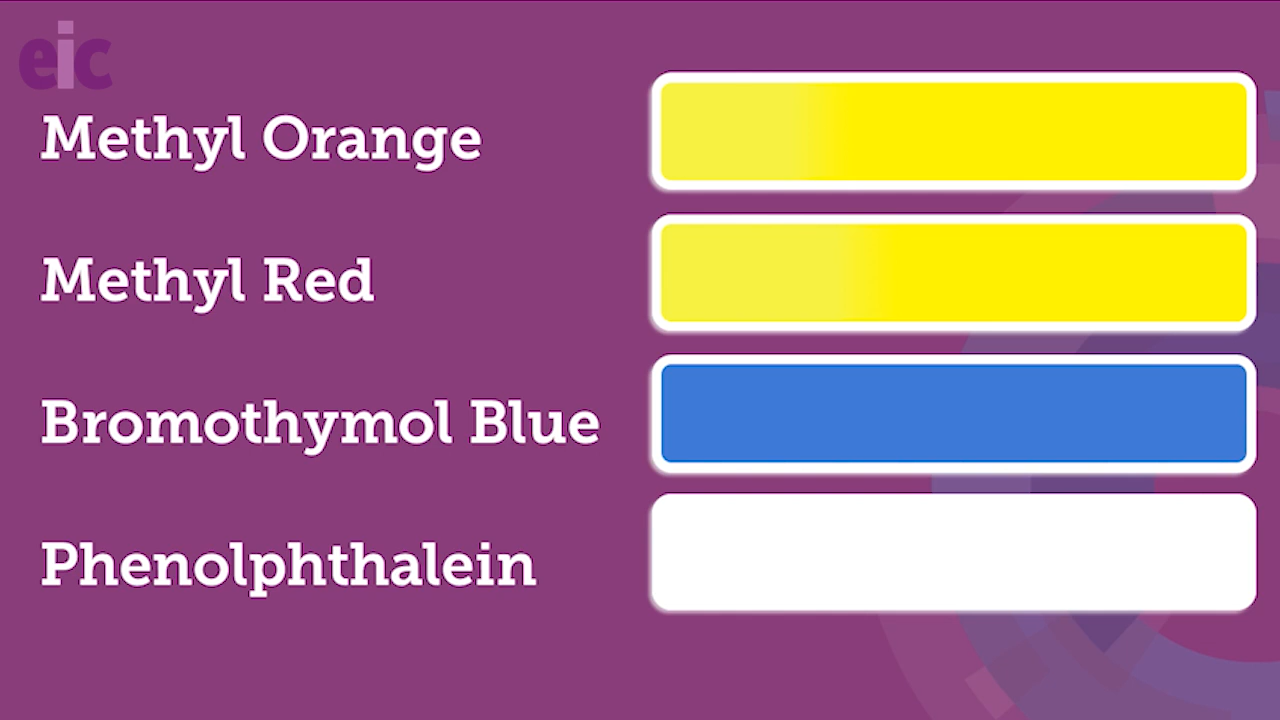 eic
Methyl Orange
Methyl Red
Bromothymol Blue
Phenolphthalein